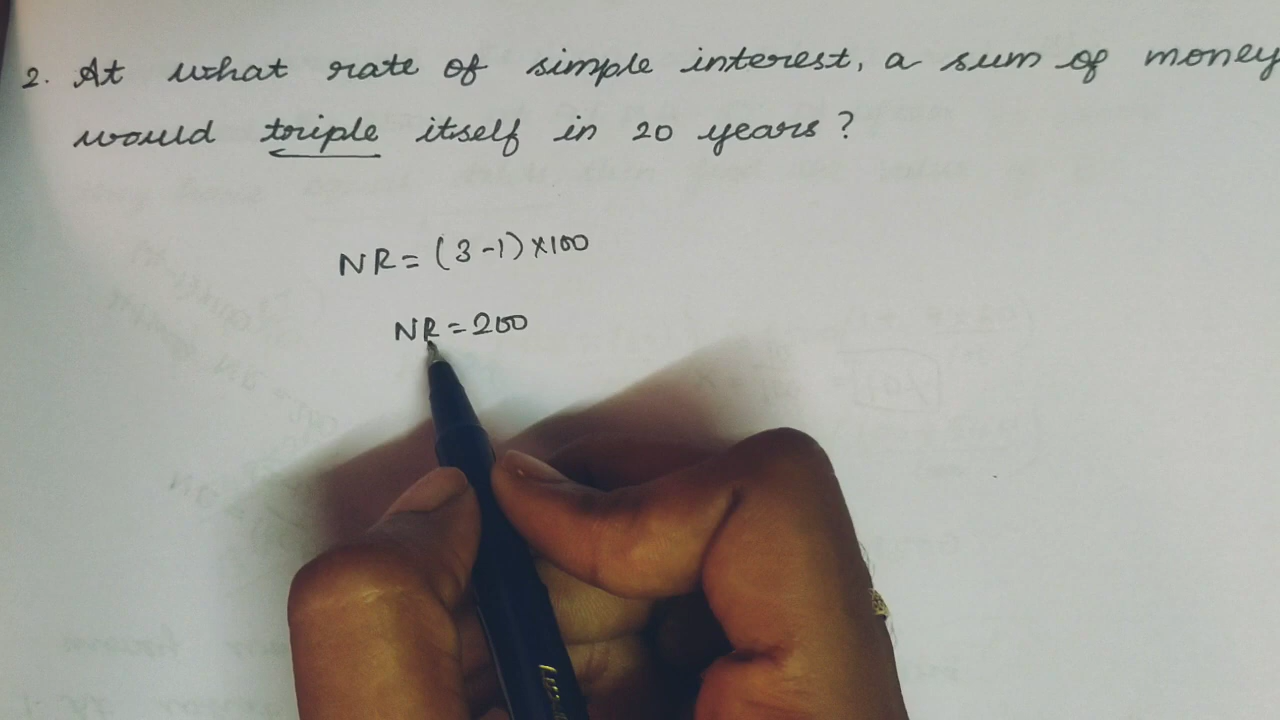 2. At what rate of simple interest, a sum of money
would triple itself in 20 years?
NR = (3-1)×100
NR = 200